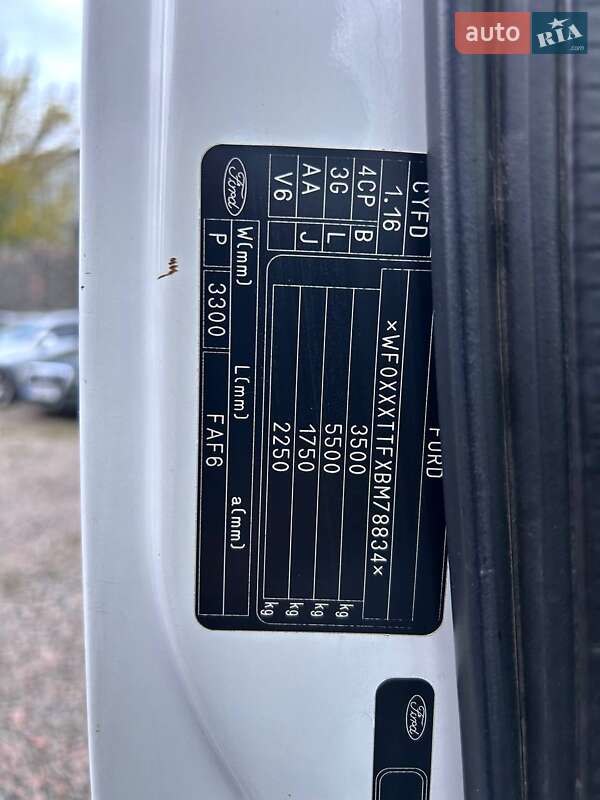 auto RIA.com
FORD
×WF0XXXTTFXBM78834×
3500 kg
5500 kg
1750 kg
2250 kg
CYFD
1.16
4CP B
3G L
AA J
V6
Ford
W(mm) L(mm) a(mm)
P 3300 FAF6
Ford